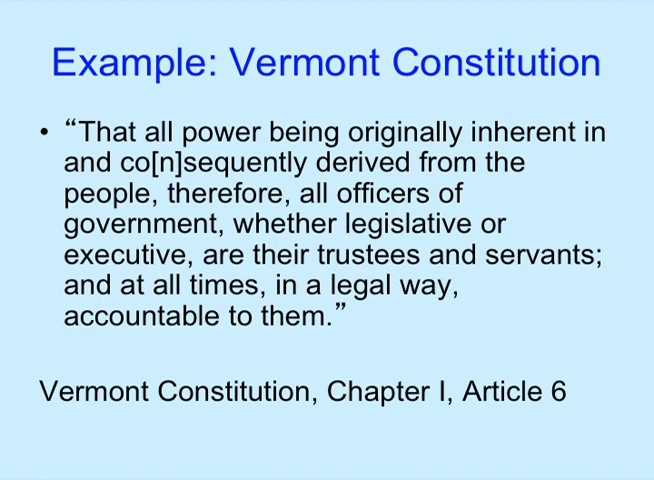 Example: Vermont Constitution
• “That all power being originally inherent in
and co[n]sequently derived from the
people, therefore, all officers of
government, whether legislative or
executive, are their trustees and servants;
and at all times, in a legal way,
accountable to them.”
Vermont Constitution, Chapter I, Article 6